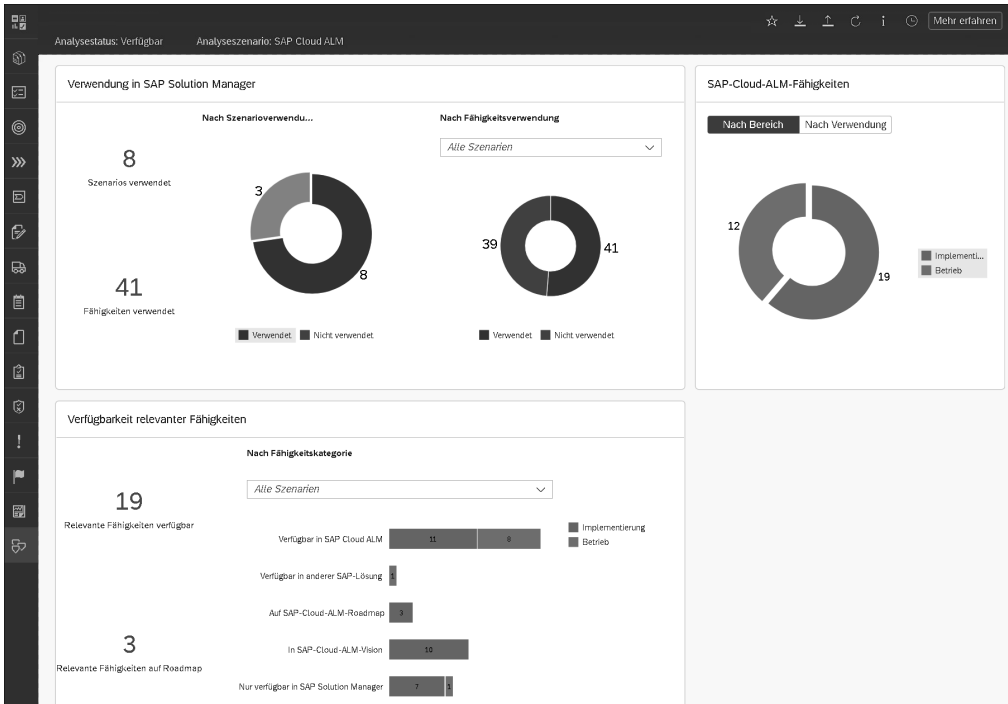 Mehr erfahren
Analysestatus: Verfügbar
Analyseszenario: SAP Cloud ALM
Verwendung in SAP Solution Manager
Nach Szenarioverwendu...
8
Szenarios verwendet
41
Fähigkeiten verwendet
3
8
Verwendet
Nicht verwendet
Nach Fähigkeitsverwendung
Alle Szenarien
39
41
Verwendet
Nicht verwendet
SAP-Cloud-ALM-Fähigkeiten
Nach Bereich
Nach Verwendung
12
19
Implementi...
Betrieb
Verfügbarkeit relevanter Fähigkeiten
19
Relevante Fähigkeiten verfügbar
3
Relevante Fähigkeiten auf Roadmap
Nach Fähigkeitskategorie
Alle Szenarien
Implementierung
Betrieb
Verfügbar in SAP Cloud ALM
11
Verfügbar in anderer SAP-Lösung
1
Auf SAP-Cloud-ALM-Roadmap
3
In SAP-Cloud-ALM-Vision
10
Nur verfügbar in SAP Solution Manager
7
1